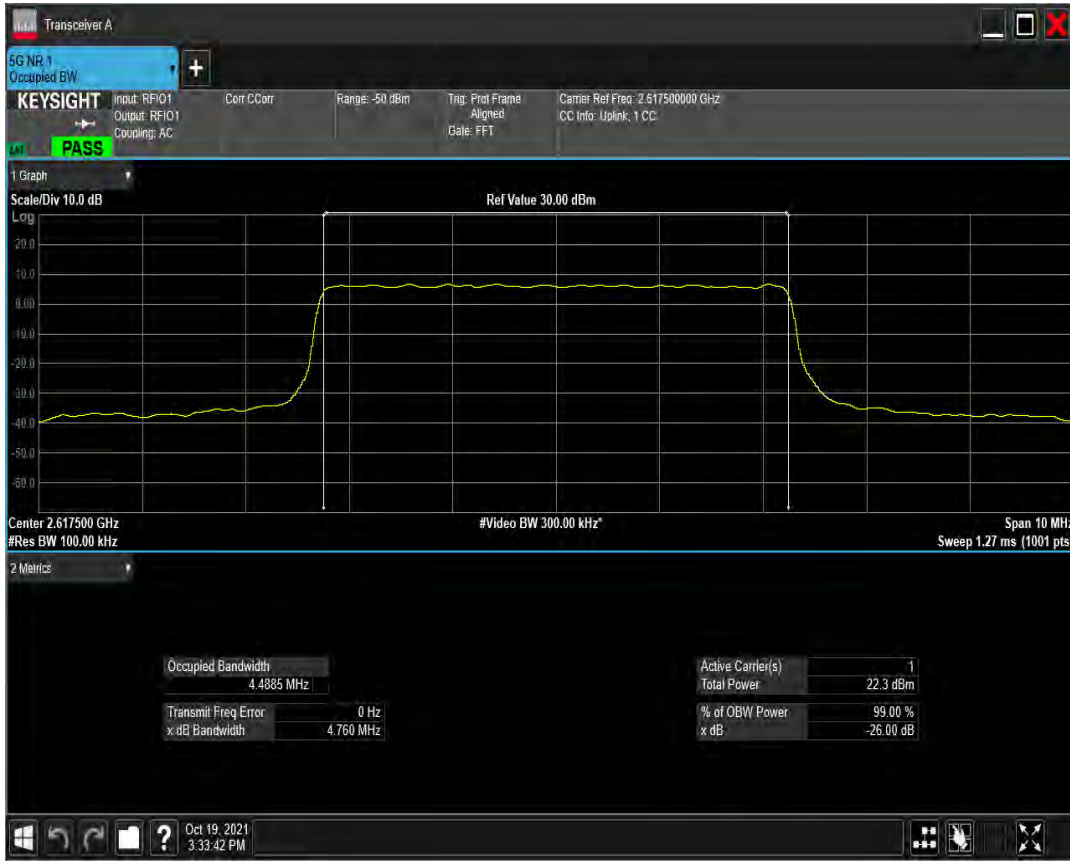 Transceiver A
5G NR 1
Occupied BW
+
KEYSIGHT
Input: RFIO1
Output: RFIO1
Coupling: AC
Corr CCorr
Range: -50 dBm
Trig: Prot Frame
Aligned
Gate: FFT
Carrier Ref Freq: 2.617500000 GHz
CC Info: Uplink, 1 CC
PASS
1 Graph
Scale/Div 10.0 dB
Ref Value 30.00 dBm
Log
20.0
10.0
0.00
-10.0
-20.0
-30.0
-40.0
-50.0
-60.0
Center 2.617500 GHz
#Video BW 300.00 kHz*
Span 10 MHz
#Res BW 100.00 kHz
Sweep 1.27 ms (1001 pts
2 Metrics
Occupied Bandwidth
4.4885 MHz
Transmit Freq Error 0 Hz
x dB Bandwidth 4.760 MHz
Active Carrier(s) 1
Total Power 22.3 dBm
% of OBW Power 99.00 %
x dB -26.00 dB
?
Oct 19, 2021
3:33:42 PM